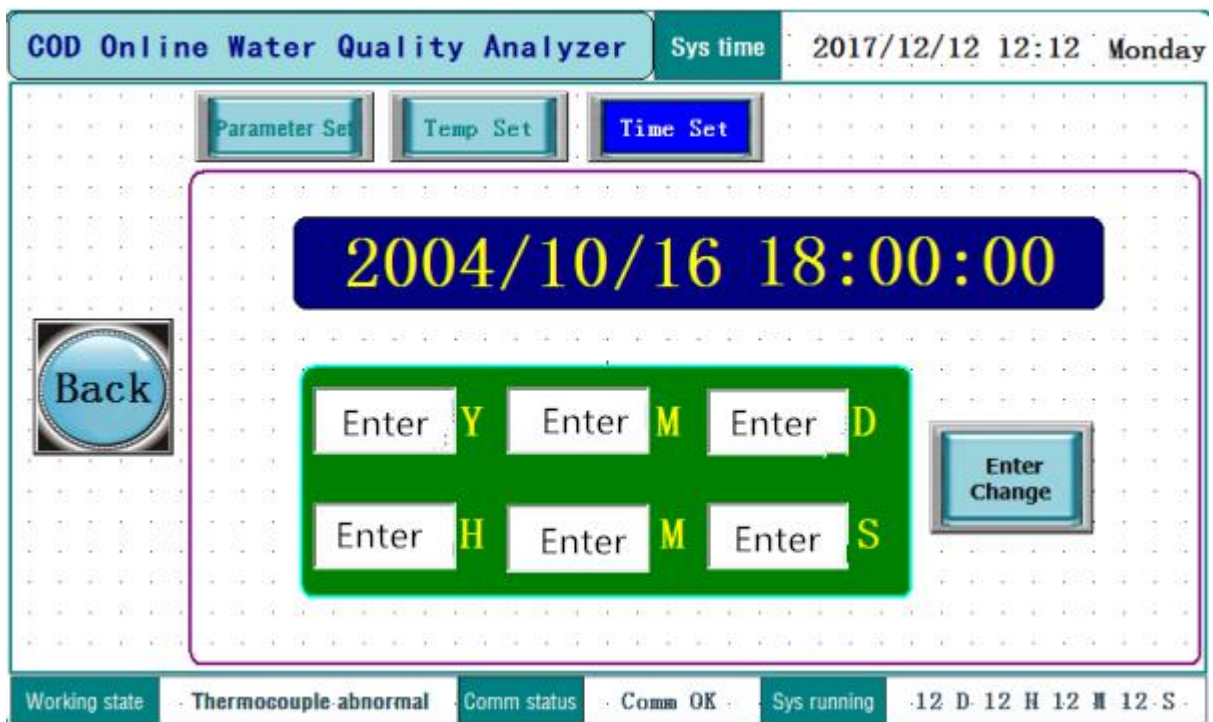 COD Online Water Quality Analyzer Sys time 2017/12/12 12:12 Monday
Parameter Set Temp Set Time Set
2004/10/16 18:00:00
Back
Enter Y Enter M Enter D
Enter
Change
Enter H Enter M Enter S
Working state Thermocouple abnormal Comm status Comm OK Sys running 12 D 12 H 12 M 12 S